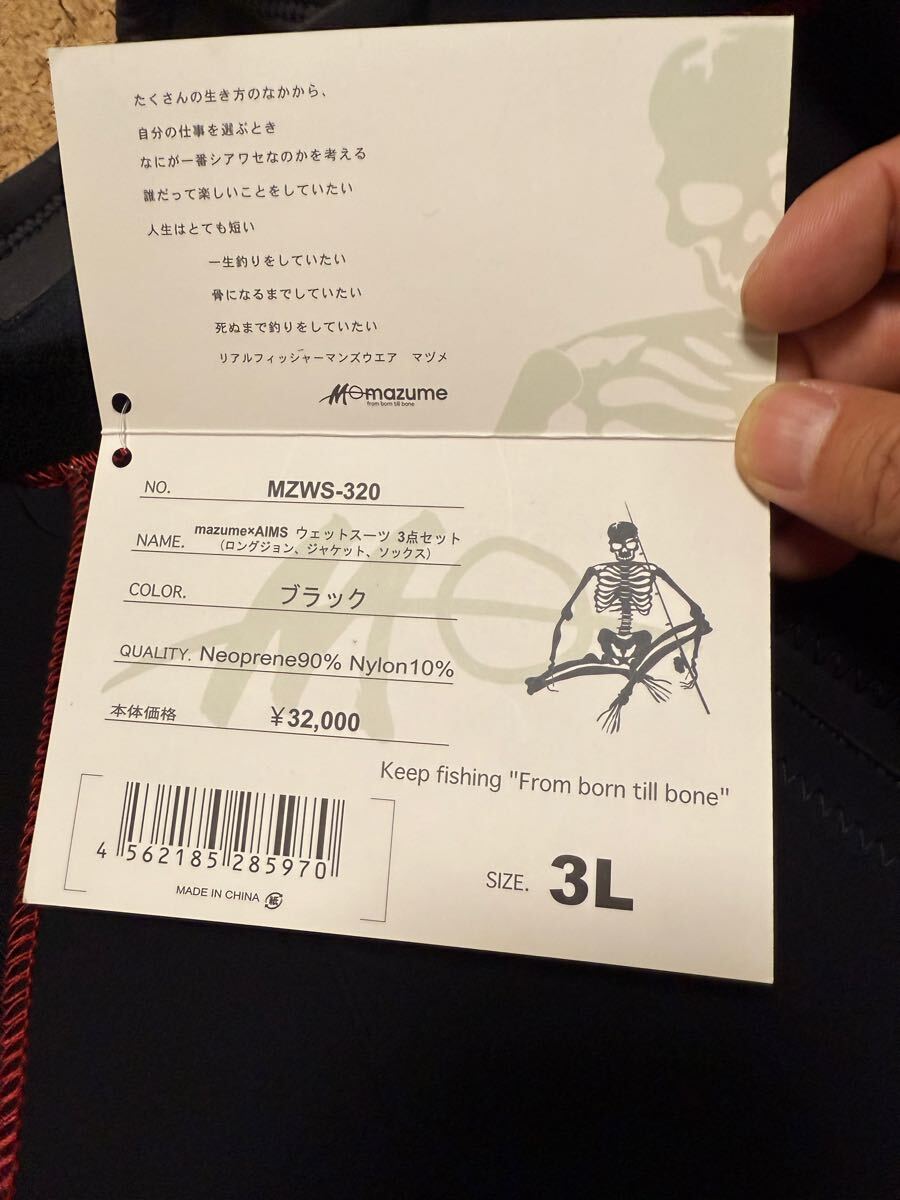 たくさんの生き方のなかから、
自分の仕事を選ぶとき
なにが一番シアワセなのかを考える
誰だって楽しいことをしていたい
人生はとても短い
一生釣りをしていたい
骨になるまでしていたい
死ぬまで釣りをしていたい
リアルフィッシャーマンズウエア マヅメ
mazume
from born till bone
NO. MZWS-320
NAME. mazume×AIMS ウェットスーツ 3点セット
(ロングジョン、ジャケット、ソックス)
COLOR. ブラック
QUALITY. Neoprene90% Nylon10%
本体価格 ¥32,000
Keep fishing "From born till bone"
4 562185 285970
MADE IN CHINA 紙
SIZE. 3L